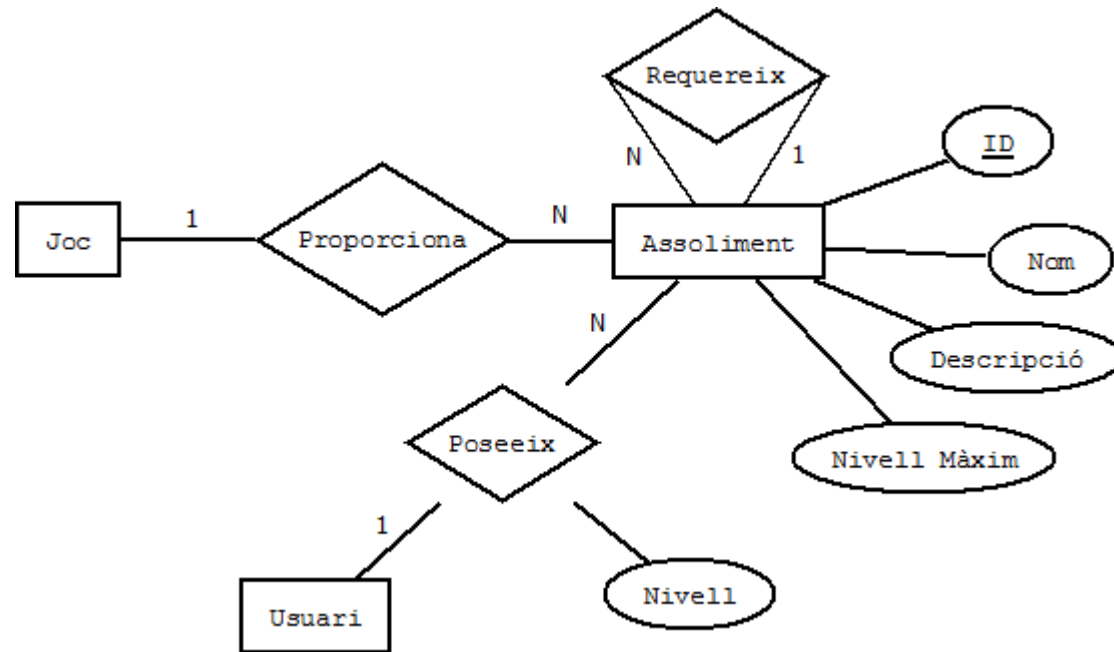 Requereix
N
1
ID
Joc
1
Proporciona
N
Assoliment
Nom
N
Descripció
Poseeix
Nivell Màxim
1
Usuari
Nivell